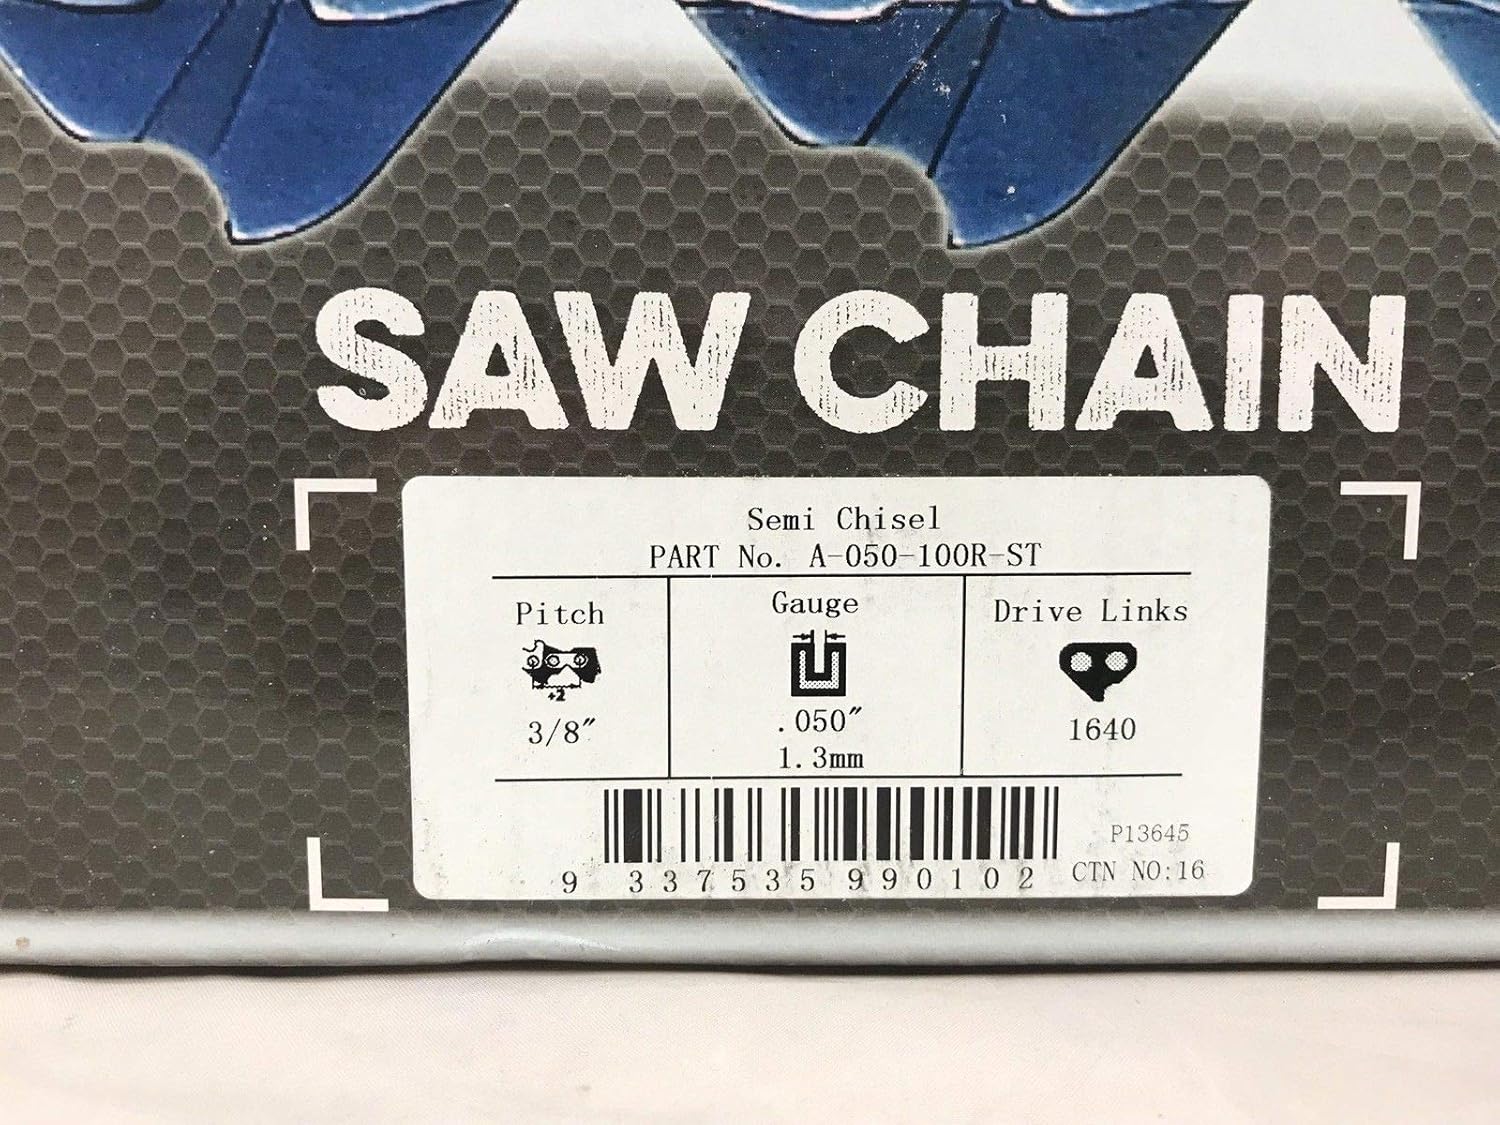 SAW CHAIN
Semi Chisel
PART No. A-050-100R-ST
Pitch
+2
3/8"
Gauge
.050"
1.3mm
Drive Links
1640
9 337535 990102
P13645
CTN NO:16